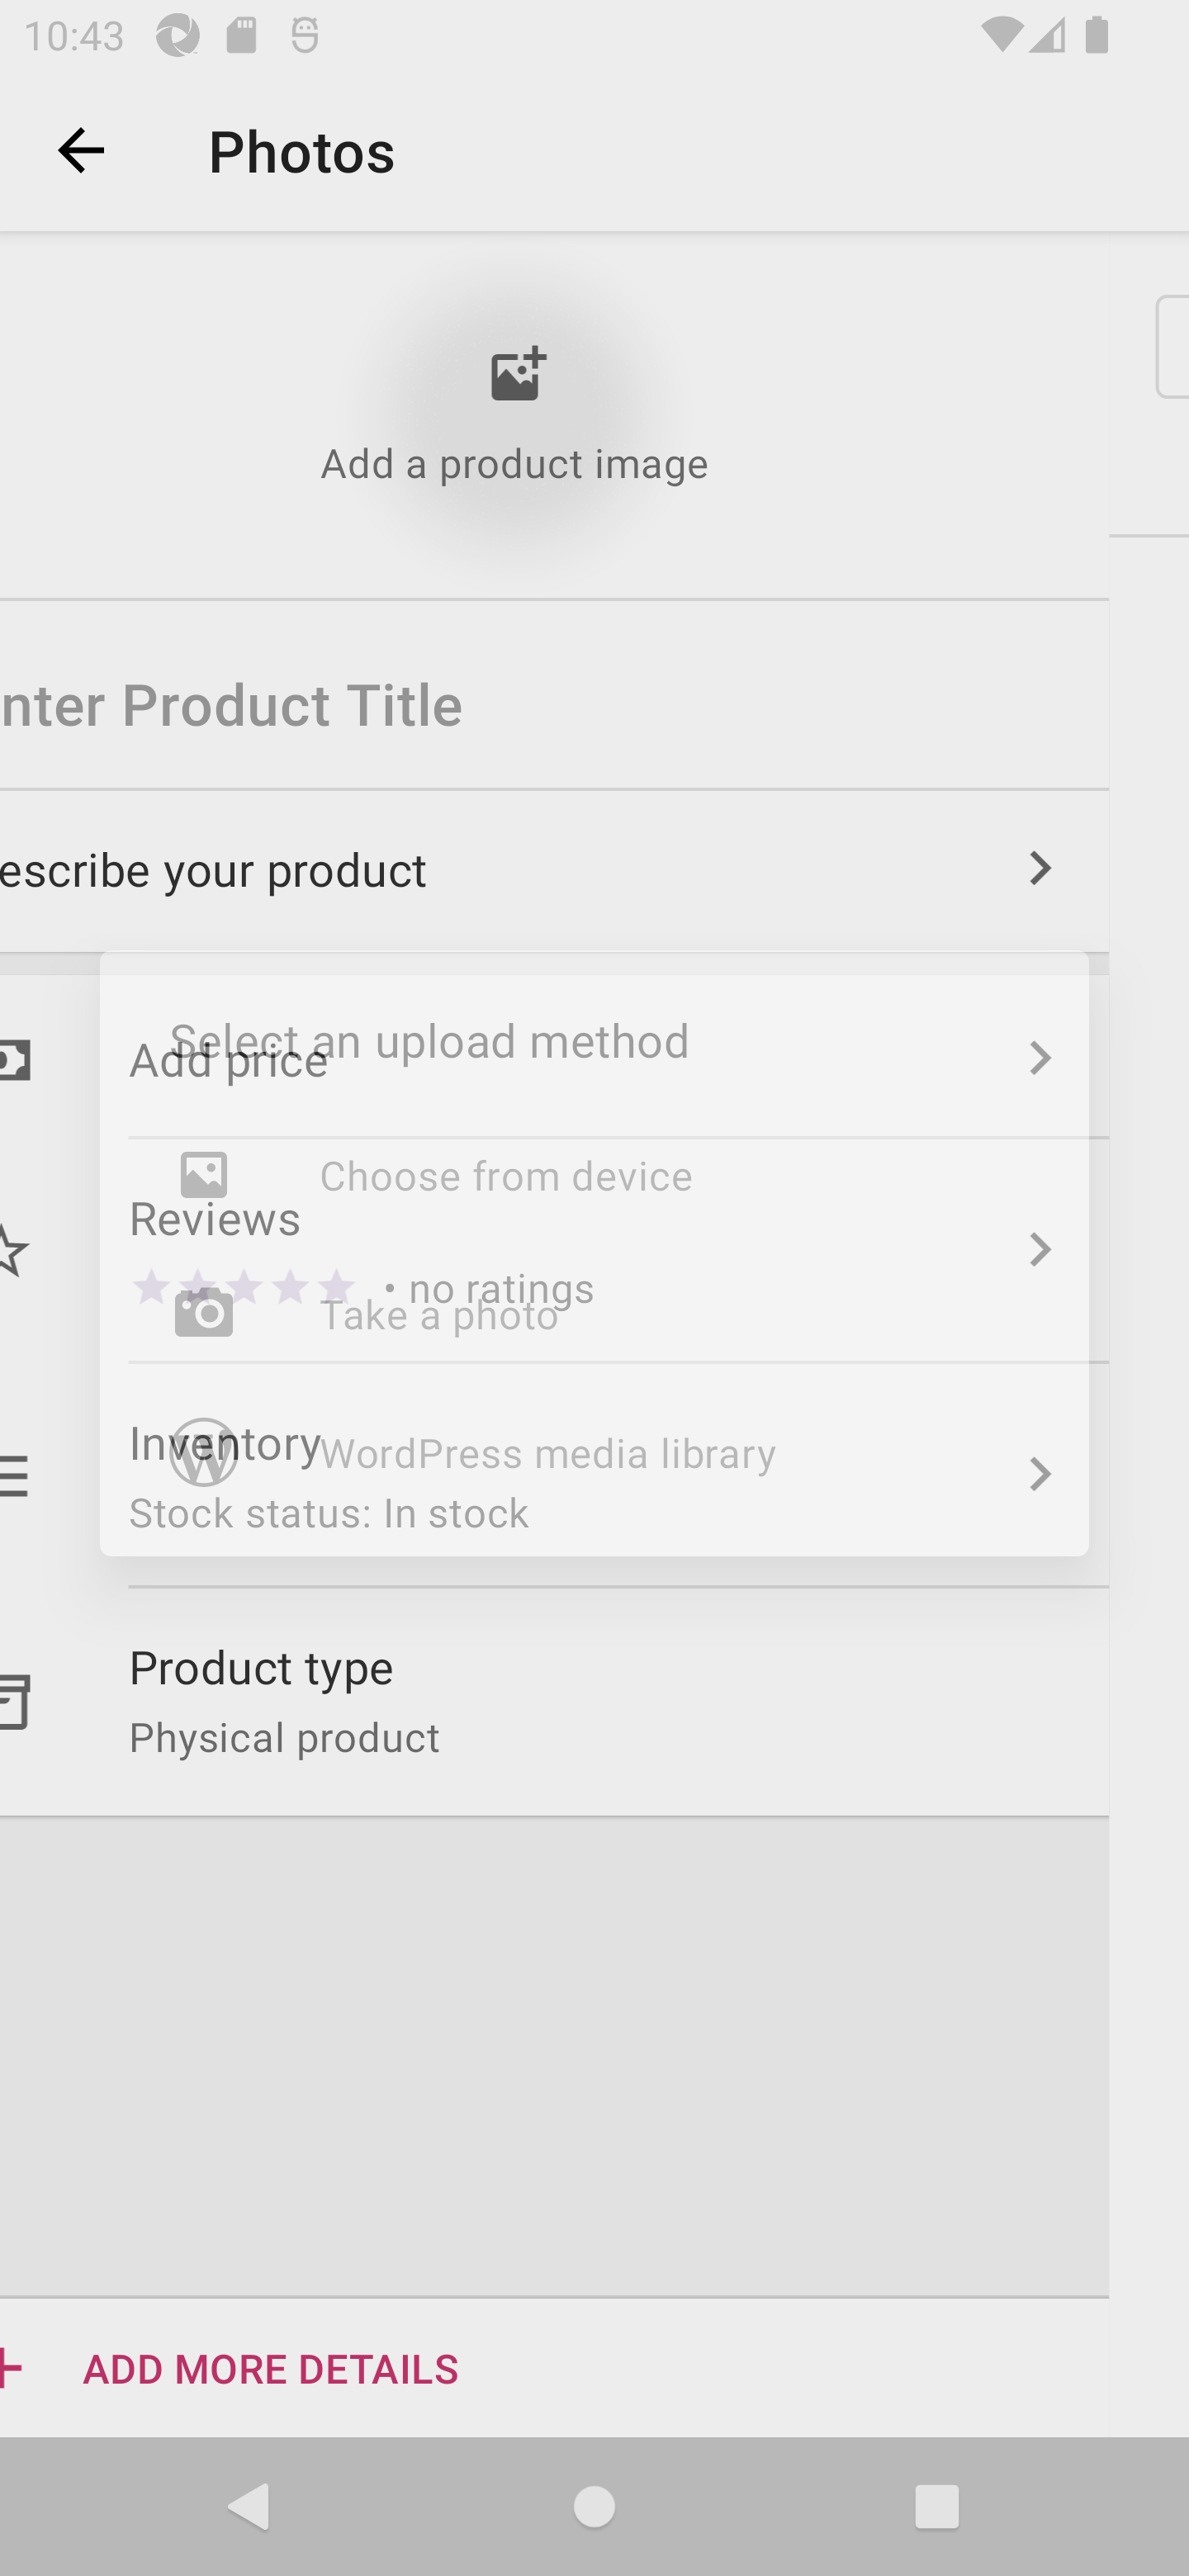 10:43
Photos
Add a product image
nter Product Title
escribe your product
Select an upload method
Add price
Choose from device
Reviews
• no ratings
Take a photo
Inventory
WordPress media library
Stock status: In stock
Product type
Physical product
ADD MORE DETAILS